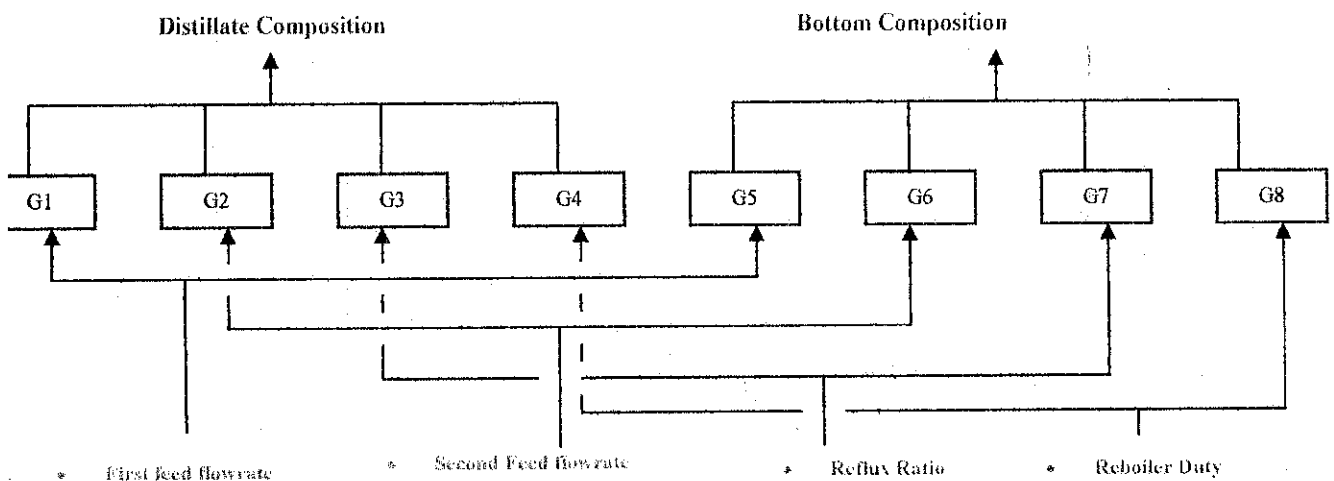 Distillate Composition
Bottom Composition
G1
G2
G3
G4
G5
G6
G7
G8
* First feed flowrate
* Second Feed flowrate
* Reflux Ratio
* Reboiler Duty